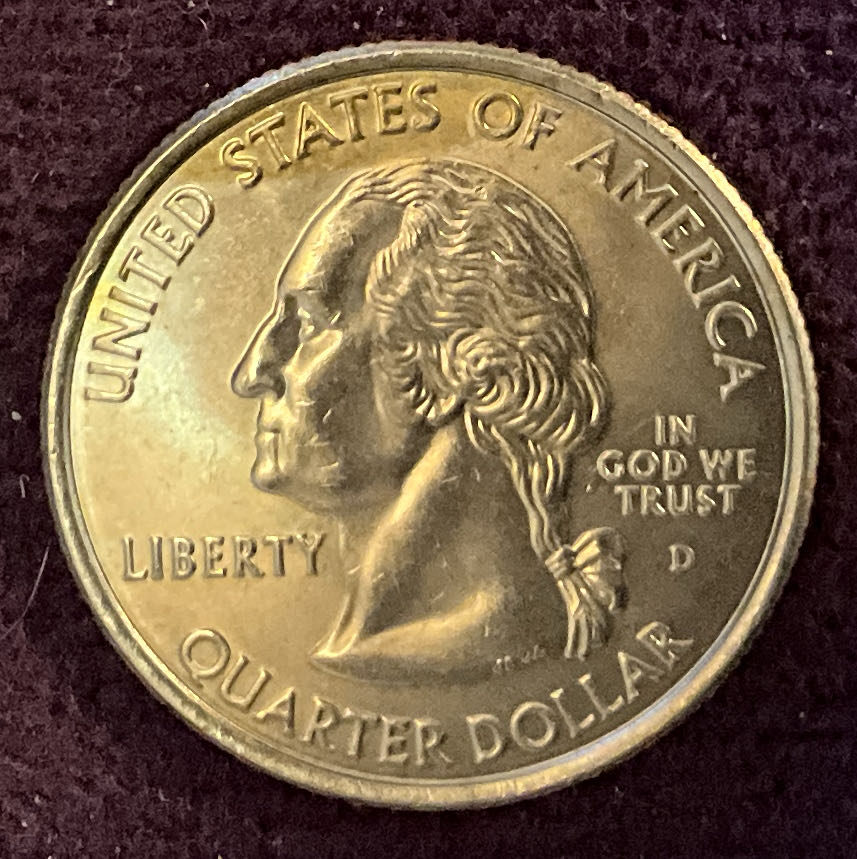 UNITED STATES OF AMERICA
IN
GOD WE
TRUST
LIBERTY
D
QUARTER DOLLAR